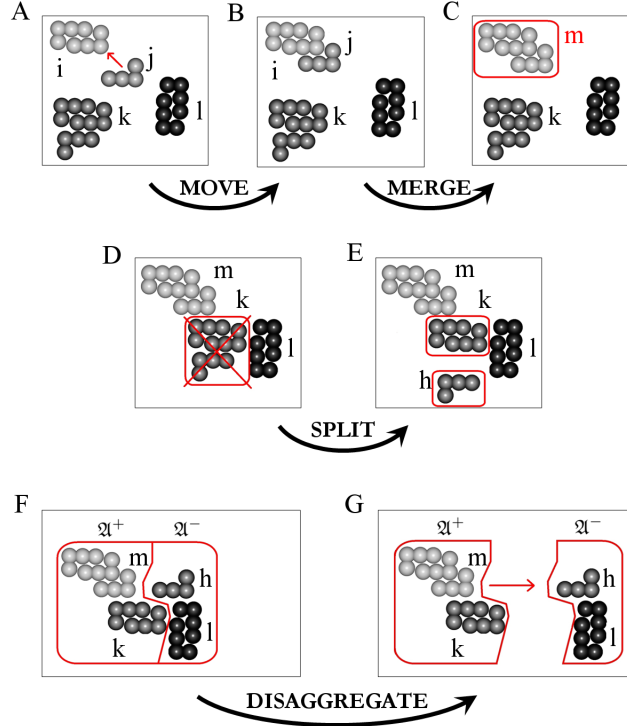 A B C
i j k l
i j k l
m k l
MOVE MERGE
D E
m k l
m k l h
SPLIT
F G
𝔄⁺ 𝔄⁻ 𝔄⁺ 𝔄⁻
m h m h
k l k l
DISAGGREGATE